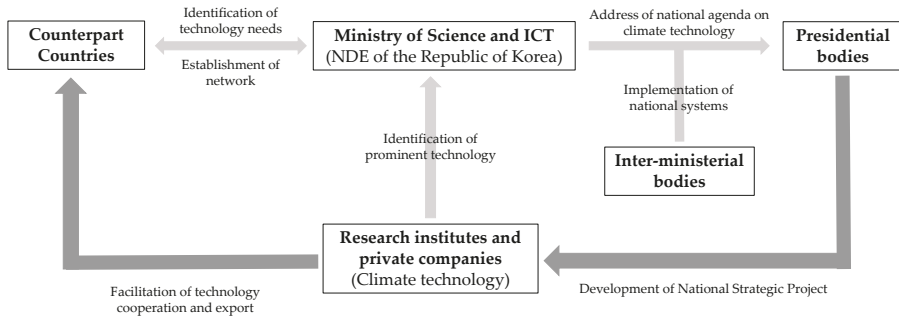 Identification of
technology needs
Counterpart
Countries
Establishment of
network
Ministry of Science and ICT
(NDE of the Republic of Korea)
Address of national agenda on
climate technology
Presidential
bodies
Implementation of
national systems
Identification of
prominent technology
Inter-ministerial
bodies
Research institutes and
private companies
(Climate technology)
Facilitation of technology
cooperation and export
Development of National Strategic Project